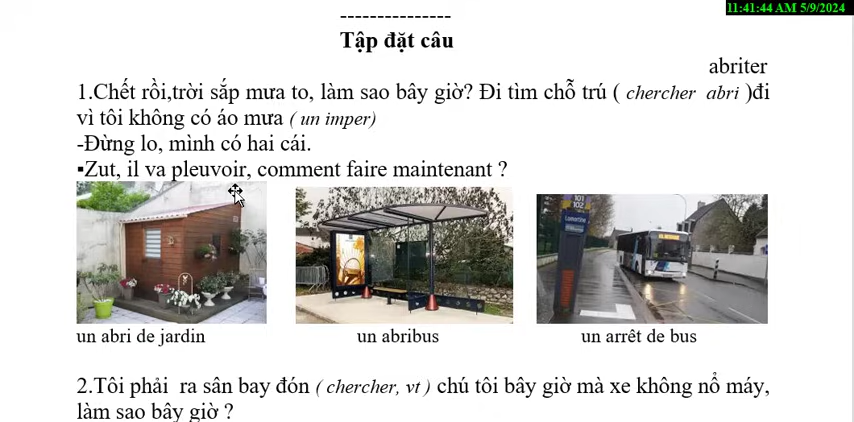 11:41:44 AM 5/9/2024
----------------
Tập đặt câu
abriter
1.Chết rồi,trời sắp mưa to, làm sao bây giờ? Đi tìm chỗ trú ( chercher abri )đi
vì tôi không có áo mưa ( un imper)
-Đừng lo, mình có hai cái.
▪Zut, il va pleuvoir, comment faire maintenant ?
101
102
Lamartine
un abri de jardin
un abribus
un arrêt de bus
2.Tôi phải ra sân bay đón ( chercher, vt ) chú tôi bây giờ mà xe không nổ máy,
làm sao bây giờ ?